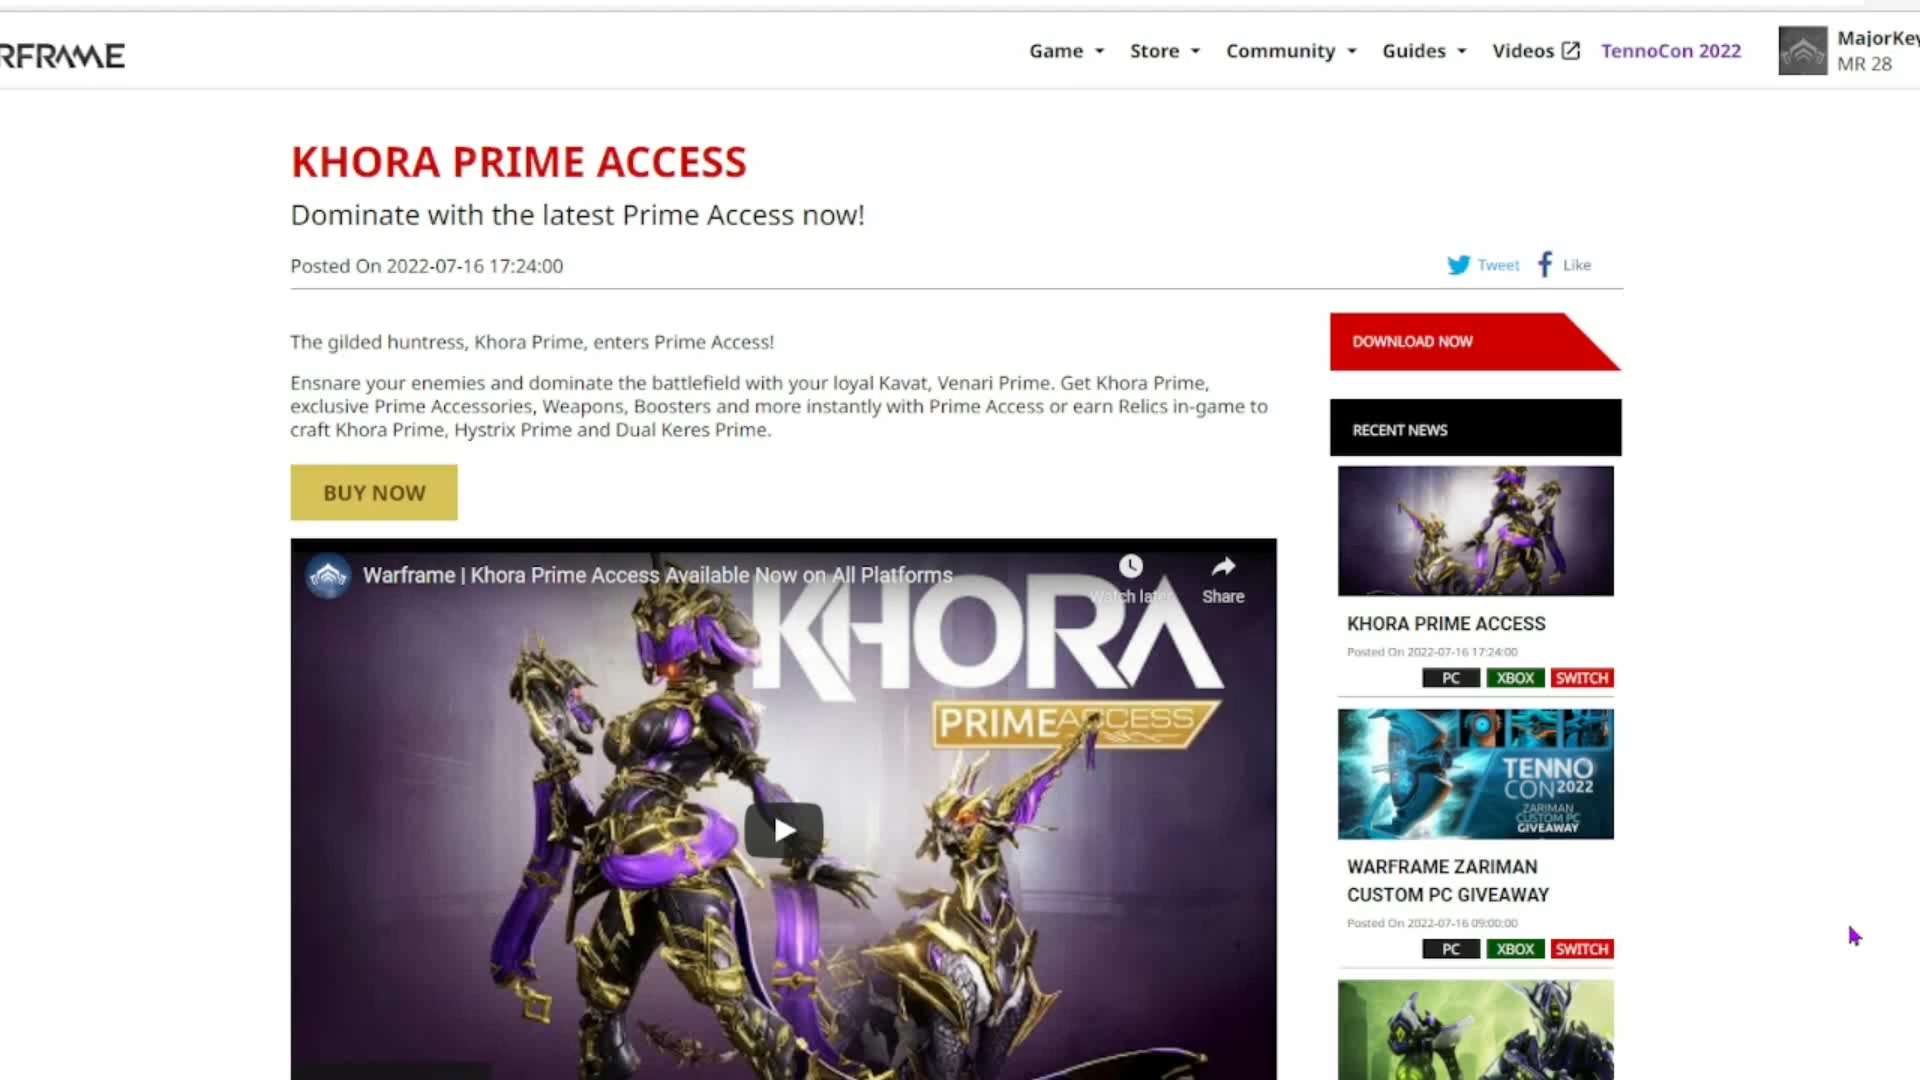 RFRAME
Game
Store
Community
Guides
Videos
TennoCon 2022
MajorKey
MR 28
KHORA PRIME ACCESS
Dominate with the latest Prime Access now!
Posted On 2022-07-16 17:24:00
Tweet
Like
The gilded huntress, Khora Prime, enters Prime Access!
Ensnare your enemies and dominate the battlefield with your loyal Kavat, Venari Prime. Get Khora Prime,
exclusive Prime Accessories, Weapons, Boosters and more instantly with Prime Access or earn Relics in-game to
craft Khora Prime, Hystrix Prime and Dual Keres Prime.
BUY NOW
Warframe | Khora Prime Access Available Now on All Platforms
Watch later
Share
KHORA
PRIME ACCESS
DOWNLOAD NOW
RECENT NEWS
KHORA PRIME ACCESS
Posted On 2022-07-16 17:24:00
PC XBOX SWITCH
TENNO
CON 2022
ZARIMAN
CUSTOM PC
GIVEAWAY
WARFRAME ZARIMAN
CUSTOM PC GIVEAWAY
Posted On 2022-07-16 09:00:00
PC XBOX SWITCH